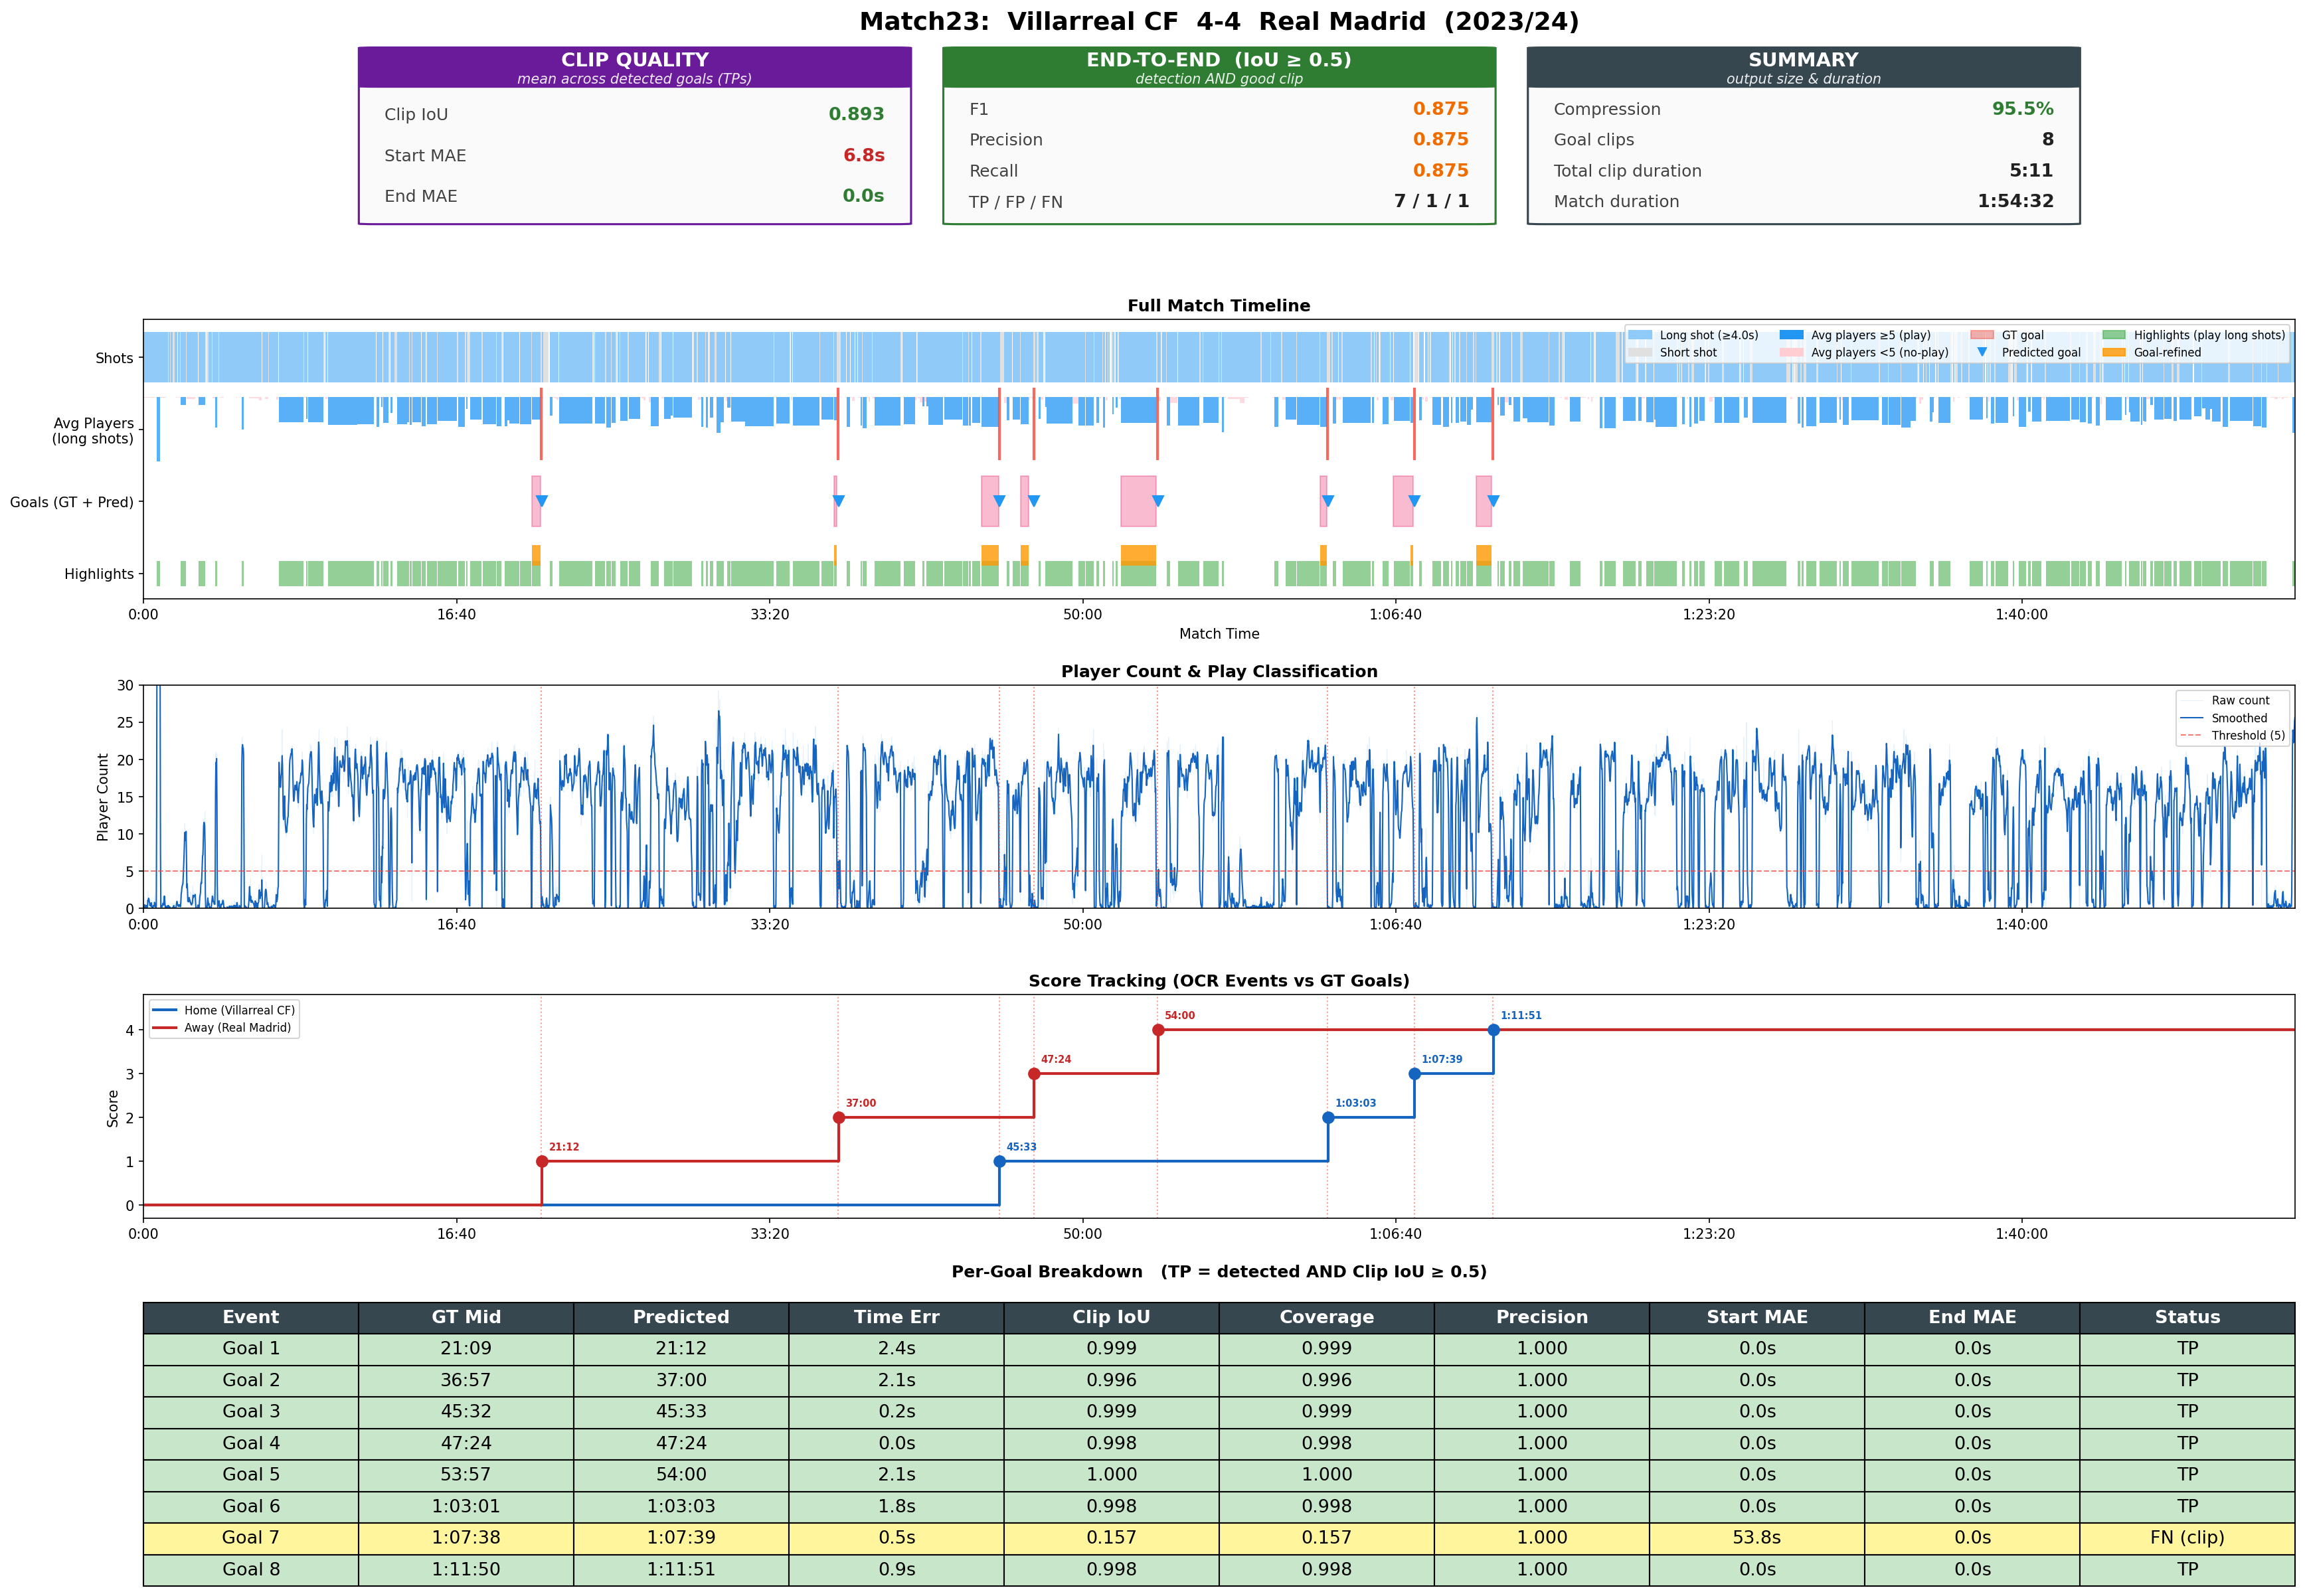 Match23:  Villarreal CF  4-4  Real Madrid  (2023/24)
CLIP QUALITY
mean across detected goals (TPs)
Clip IoU 0.893
Start MAE 6.8s
End MAE 0.0s
END-TO-END  (IoU ≥ 0.5)
detection AND good clip
F1 0.875
Precision 0.875
Recall 0.875
TP / FP / FN 7 / 1 / 1
SUMMARY
output size & duration
Compression 95.5%
Goal clips 8
Total clip duration 5:11
Match duration 1:54:32
Full Match Timeline
Long shot (≥4.0s) Avg players ≥5 (play) GT goal Highlights (play long shots)
Short shot Avg players <5 (no-play) Predicted goal Goal-refined
Shots
Avg Players
(long shots)
Goals (GT + Pred)
Highlights
0:00 16:40 33:20 50:00 1:06:40 1:23:20 1:40:00
Match Time
Player Count & Play Classification
Raw count
Smoothed
Threshold (5)
Player Count
30
25
20
15
10
5
0
0:00 16:40 33:20 50:00 1:06:40 1:23:20 1:40:00
Score Tracking (OCR Events vs GT Goals)
Home (Villarreal CF)
Away (Real Madrid)
Score
4
3
2
1
0
54:00 1:11:51
47:24 1:07:39
37:00 1:03:03
21:12 45:33
0:00 16:40 33:20 50:00 1:06:40 1:23:20 1:40:00
Per-Goal Breakdown   (TP = detected AND Clip IoU ≥ 0.5)
Event GT Mid Predicted Time Err Clip IoU Coverage Precision Start MAE End MAE Status
Goal 1 21:09 21:12 2.4s 0.999 0.999 1.000 0.0s 0.0s TP
Goal 2 36:57 37:00 2.1s 0.996 0.996 1.000 0.0s 0.0s TP
Goal 3 45:32 45:33 0.2s 0.999 0.999 1.000 0.0s 0.0s TP
Goal 4 47:24 47:24 0.0s 0.998 0.998 1.000 0.0s 0.0s TP
Goal 5 53:57 54:00 2.1s 1.000 1.000 1.000 0.0s 0.0s TP
Goal 6 1:03:01 1:03:03 1.8s 0.998 0.998 1.000 0.0s 0.0s TP
Goal 7 1:07:38 1:07:39 0.5s 0.157 0.157 1.000 53.8s 0.0s FN (clip)
Goal 8 1:11:50 1:11:51 0.9s 0.998 0.998 1.000 0.0s 0.0s TP